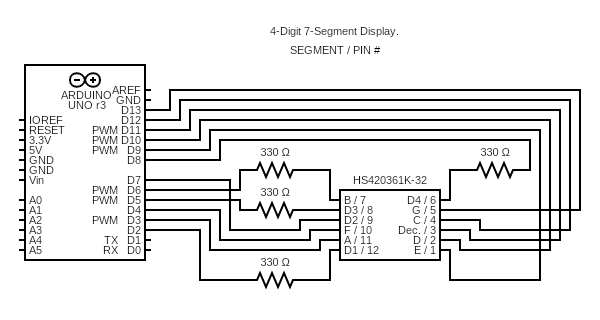 4-Digit 7-Segment Display.
SEGMENT / PIN #
ARDUINO
UNO r3
AREF
GND
D13
IOREF D12
RESET PWM D11
3.3V PWM D10
5V PWM D9
GND D8
GND
Vin D7
PWM D6
A0 PWM D5
A1 D4
A2 PWM D3
A3 D2
A4 TX D1
A5 RX D0
330 Ω
330 Ω
330 Ω
330 Ω
HS420361K-32
B / 7 D4 / 6
D3 / 8 G / 5
D2 / 9 C / 4
F / 10 Dec. / 3
A / 11 D / 2
D1 / 12 E / 1